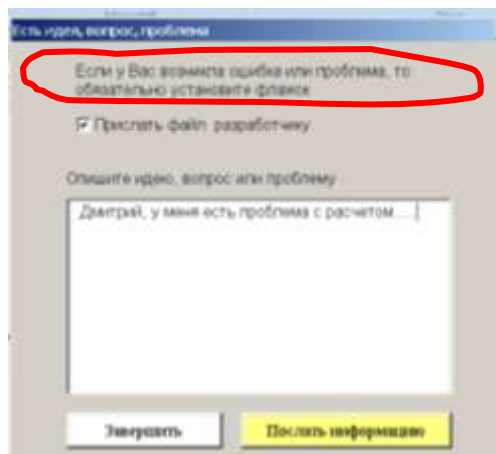 Есть идея, вопрос, проблема
Если у Вас возникла ошибка или проблема, то
обязательно установите флажок
Прислать файл разработчику
Опишите идею, вопрос или проблему
Дмитрий, у меня есть проблема с расчетом....
Завершить
Послать информацию